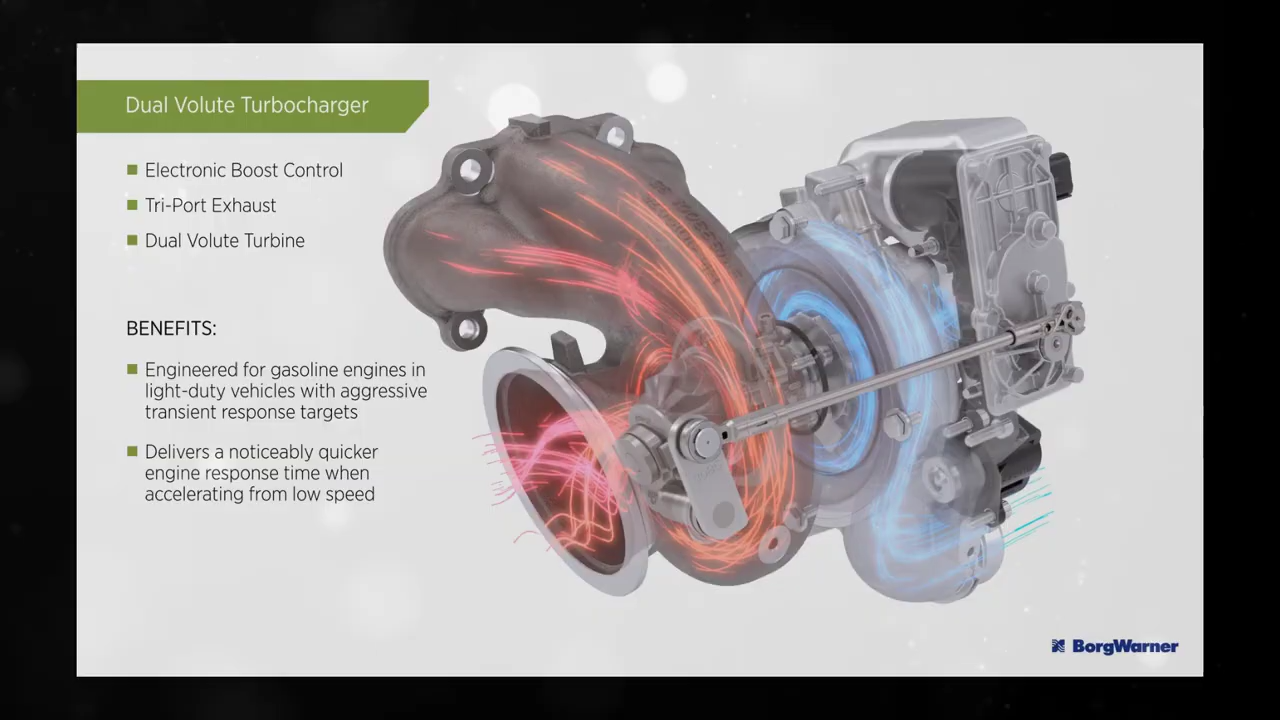 Dual Volute Turbocharger
Electronic Boost Control
Tri-Port Exhaust
Dual Volute Turbine
BENEFITS:
Engineered for gasoline engines in
light-duty vehicles with aggressive
transient response targets
Delivers a noticeably quicker
engine response time when
accelerating from low speed
BorgWarner